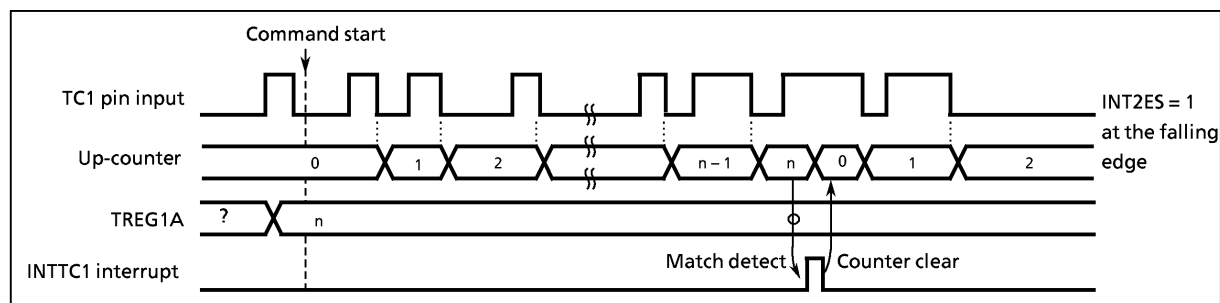 Command start
TC1 pin input
INT2ES = 1
at the falling
edge
Up-counter
0 1 2 n – 1 n 0 1 2
TREG1A
? n
Match detect Counter clear
INTTC1 interrupt